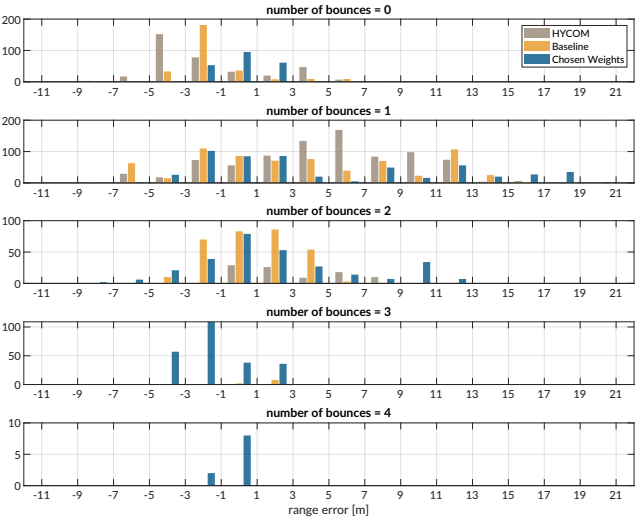 number of bounces = 0
200
100
0
HYCOM
Baseline
Chosen Weights
-11 -9 -7 -5 -3 -1 1 3 5 7 9 11 13 15 17 19 21
number of bounces = 1
200
100
0
-11 -9 -7 -5 -3 -1 1 3 5 7 9 11 13 15 17 19 21
number of bounces = 2
100
50
0
-11 -9 -7 -5 -3 -1 1 3 5 7 9 11 13 15 17 19 21
number of bounces = 3
100
50
0
-11 -9 -7 -5 -3 -1 1 3 5 7 9 11 13 15 17 19 21
number of bounces = 4
10
5
0
-11 -9 -7 -5 -3 -1 1 3 5 7 9 11 13 15 17 19 21
range error [m]